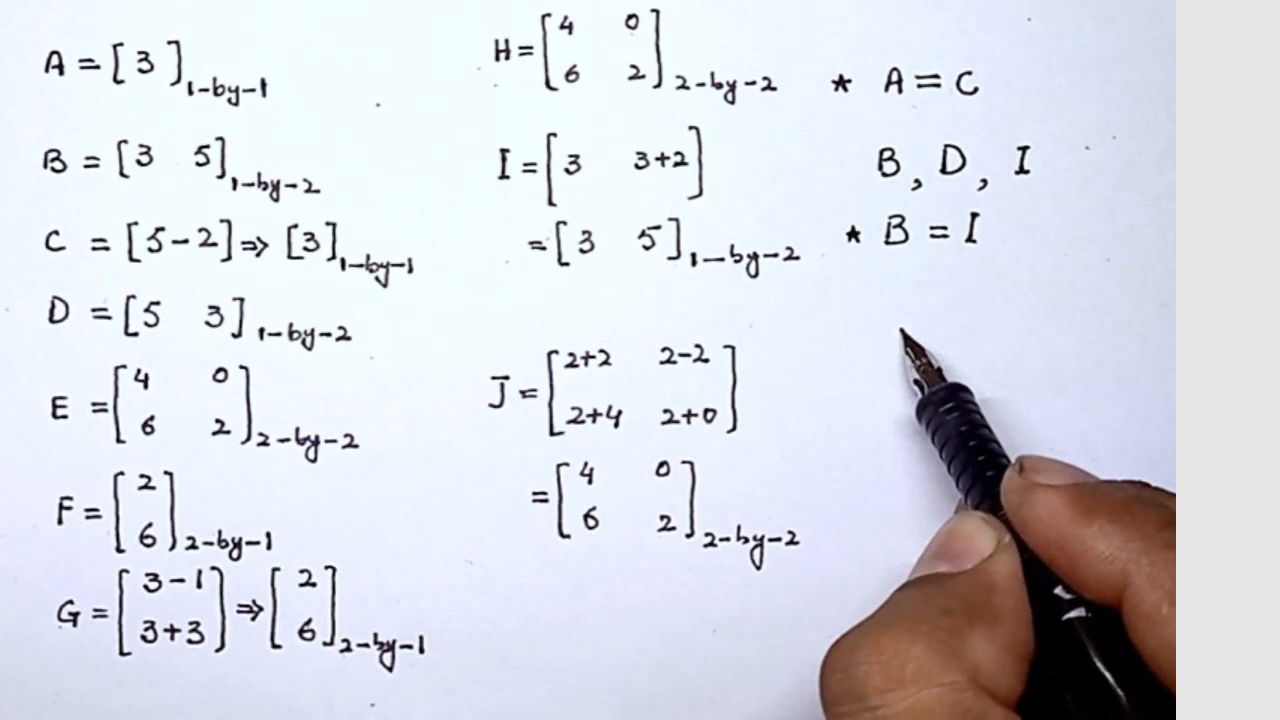 A = [ 3 ]1-by-1
B = [3 5]1-by-2
C = [5-2] ⇒ [3]1-by-1
D = [5 3]1-by-2
E = [4 0
6 2]2-by-2
F = [2
6]2-by-1
G = [3-1
3+3] ⇒ [2
6]2-by-1
H = [4 0
6 2]2-by-2
I = [3 3+2]
= [3 5]1-by-2
J = [2+2 2-2
2+4 2+0]
= [4 0
6 2]2-by-2
★ A = C
B, D, I
★ B = I